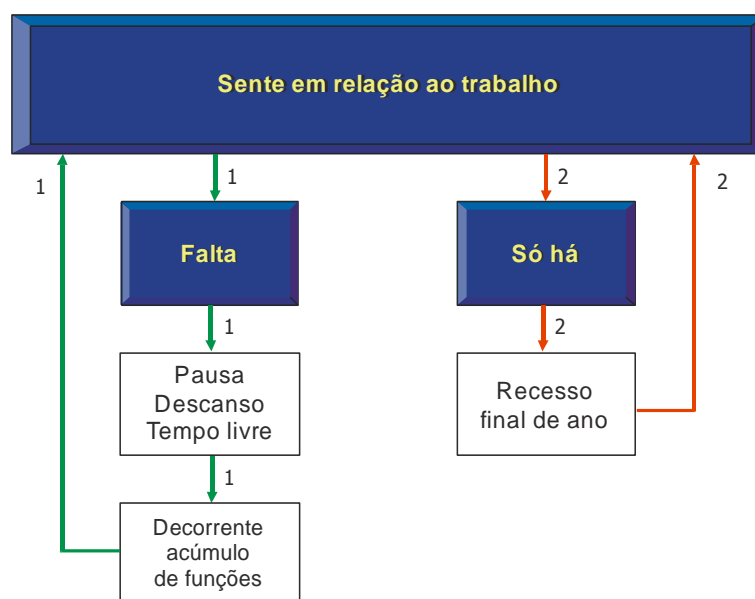 Sente em relação ao trabalho
1
1
2
2
Falta
Só há
1
2
Pausa
Descanso
Tempo livre
Recesso
final de ano
1
Decorrente
acúmulo
de funções